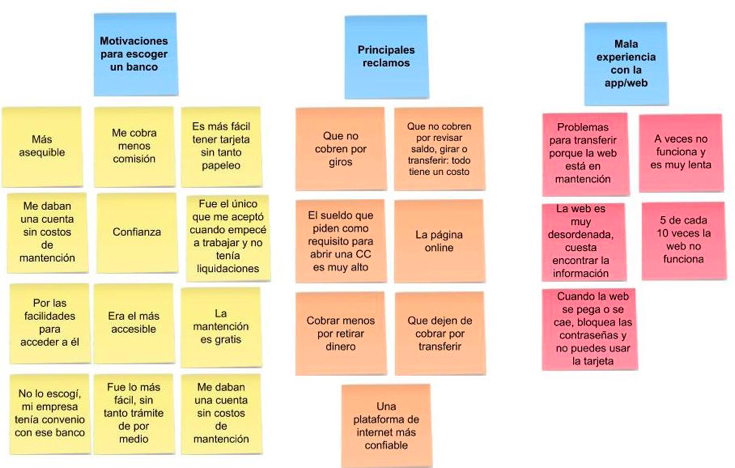 Motivaciones
para escoger
un banco
Más
asequible
Me cobra
menos
comisión
Es más fácil
tener tarjeta
sin tanto
papeleo
Me daban
una cuenta
sin costos
de
mantención
Confianza
Fue el único
que me aceptó
cuando empecé
a trabajar y no
tenía
liquidaciones
Por las
facilidades
para
acceder a él
Era el más
accesible
La
mantención
es gratis
No lo escogí,
mi empresa
tenía convenio
con ese banco
Fue lo más
fácil, sin
tanto trámite
de por
medio
Me daban
una cuenta
sin costos
de
mantención
Principales
reclamos
Que no
cobren por
giros
Que no cobren
por revisar
saldo, girar o
transferir: todo
tiene un costo
El sueldo que
piden como
requisito para
abrir una CC
es muy alto
La página
online
Cobrar menos
por retirar
dinero
Que dejen de
cobrar por
transferir
Una
plataforma de
internet más
confiable
Mala
experiencia
con la
app/web
Problemas
para transferir
porque la web
está en
mantención
A veces no
funciona y
es muy lenta
La web es
muy
desordenada,
cuesta
encontrar la
información
5 de cada
10 veces la
web no
funciona
Cuando la web
se pega o se
cae, bloquea las
contraseñas y
no puedes usar
la tarjeta